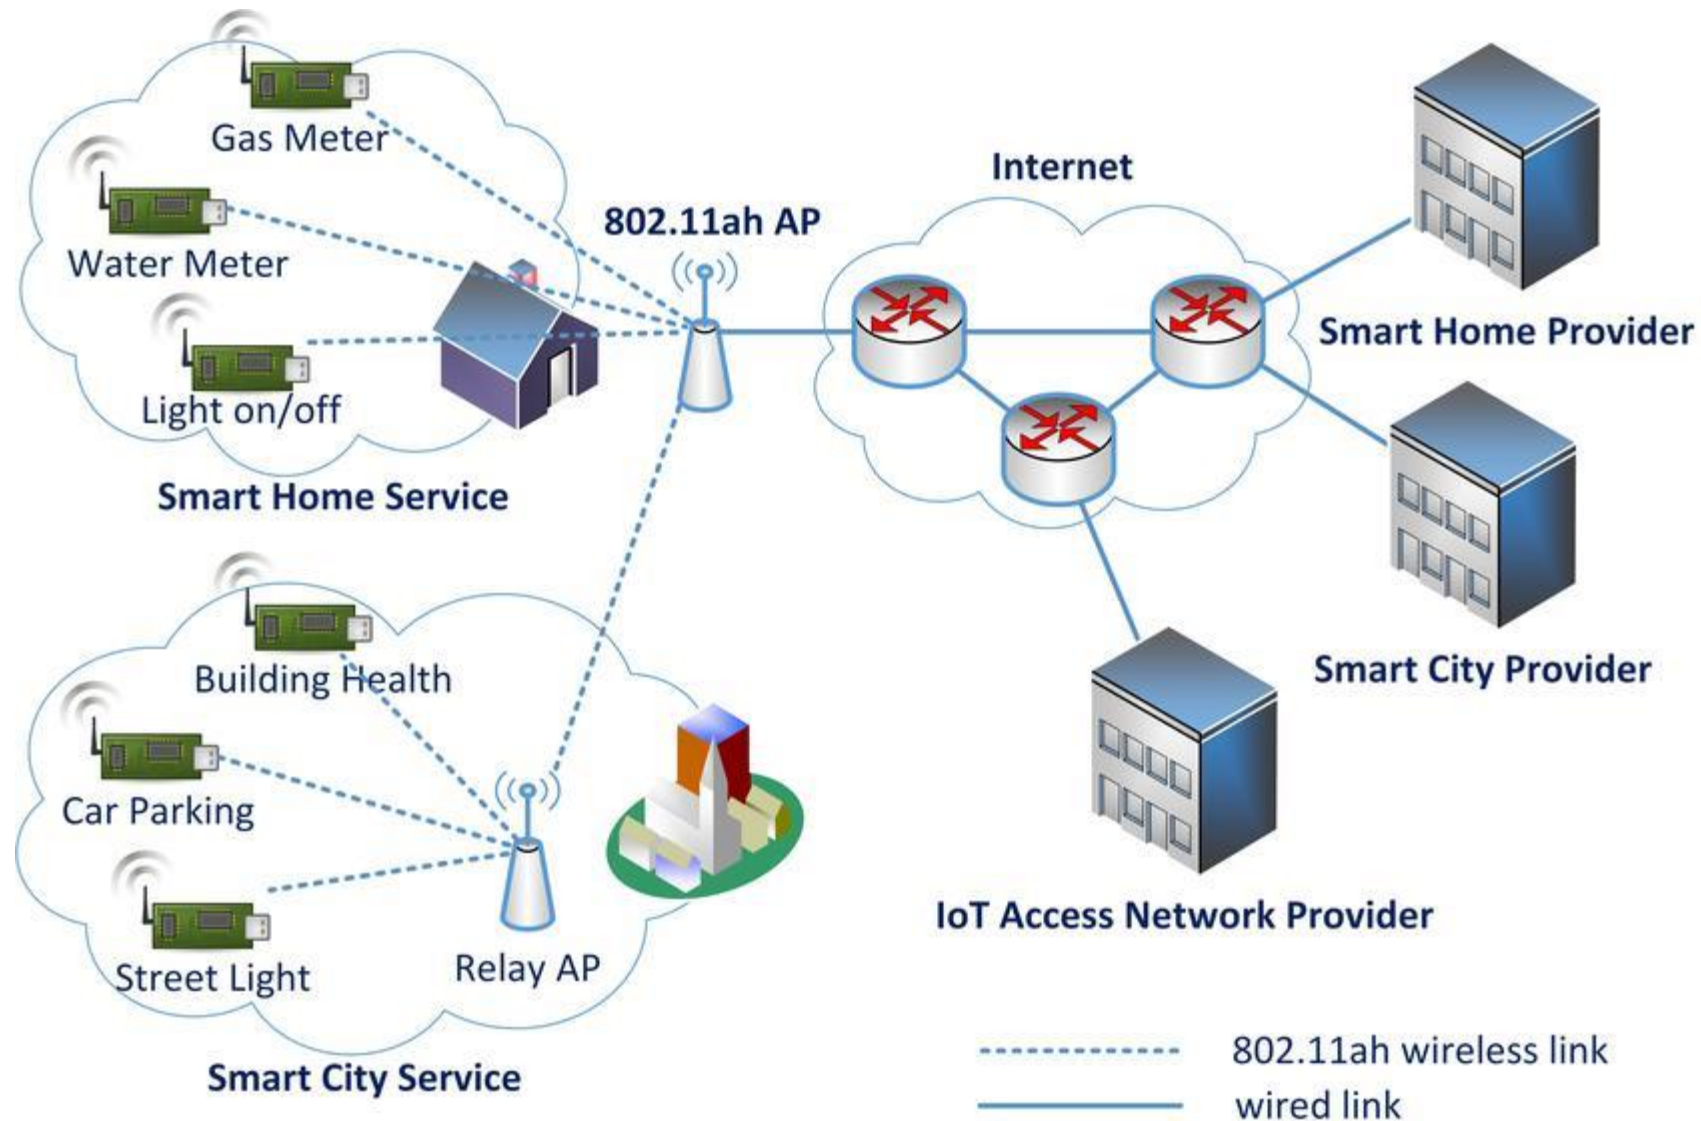 Gas Meter
Water Meter
Light on/off
Smart Home Service
802.11ah AP
Internet
Smart Home Provider
Smart City Provider
IoT Access Network Provider
Building Health
Car Parking
Street Light
Relay AP
Smart City Service
802.11ah wireless link
wired link